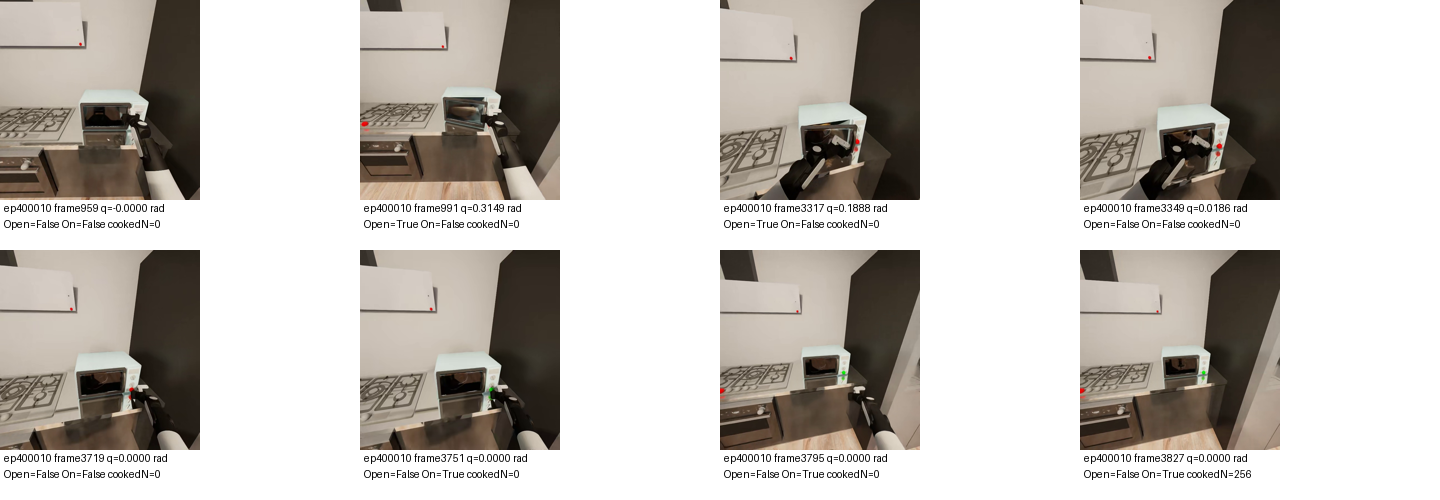 ep400010 frame959 q=-0.0000 rad
Open=False On=False cookedN=0
ep400010 frame991 q=0.3149 rad
Open=True On=False cookedN=0
ep400010 frame3317 q=0.1888 rad
Open=True On=False cookedN=0
ep400010 frame3349 q=0.0186 rad
Open=False On=False cookedN=0
ep400010 frame3719 q=0.0000 rad
Open=False On=False cookedN=0
ep400010 frame3751 q=0.0000 rad
Open=False On=True cookedN=0
ep400010 frame3795 q=0.0000 rad
Open=False On=True cookedN=0
ep400010 frame3827 q=0.0000 rad
Open=False On=True cookedN=256